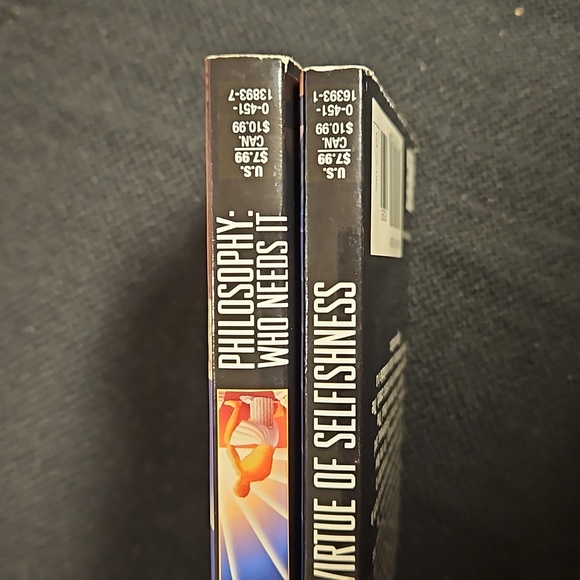 PHILOSOPHY:
WHO NEEDS IT
U.S.
$7.99
CAN.
$10.99
0-451-
13893-7
VIRTUE OF SELFISHNESS
U.S.
$7.99
CAN.
$10.99
0-451-
16393-1